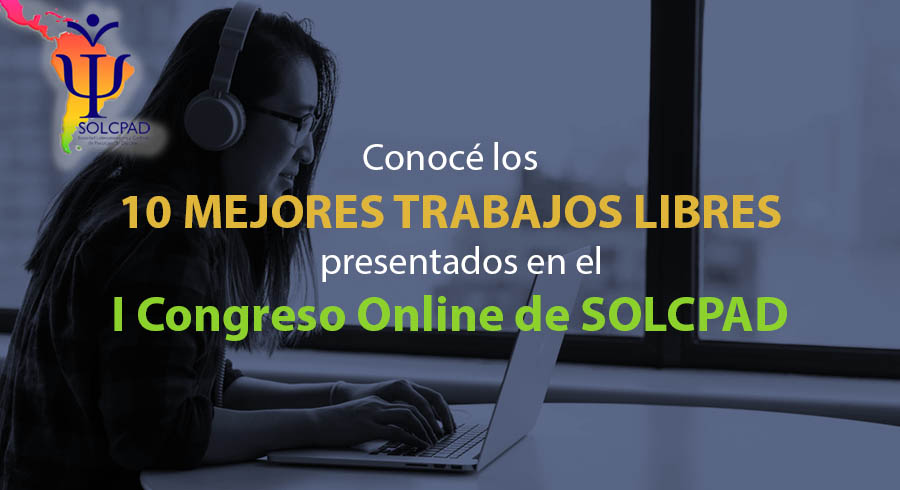 SOLCPAD
Conocé los
10 MEJORES TRABAJOS LIBRES
presentados en el
I Congreso Online de SOLCPAD